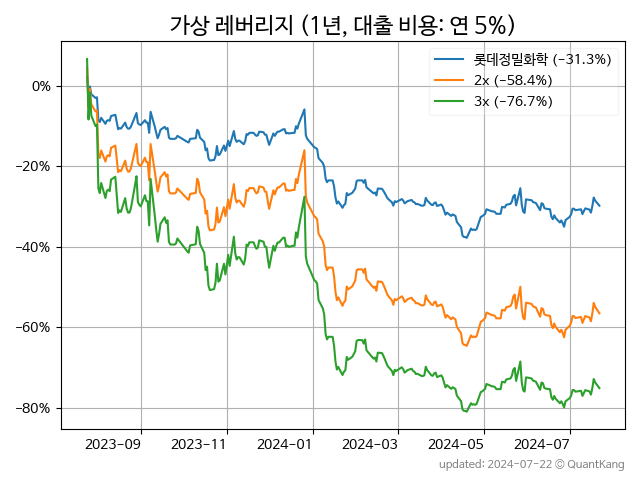 가상 레버리지 (1년, 대출 비용: 연 5%)
롯데정밀화학 (-31.3%)
2x (-58.4%)
3x (-76.7%)
0%
-20%
-40%
-60%
-80%
2023-09 2023-11 2024-01 2024-03 2024-05 2024-07
updated: 2024-07-22 © QuantKang